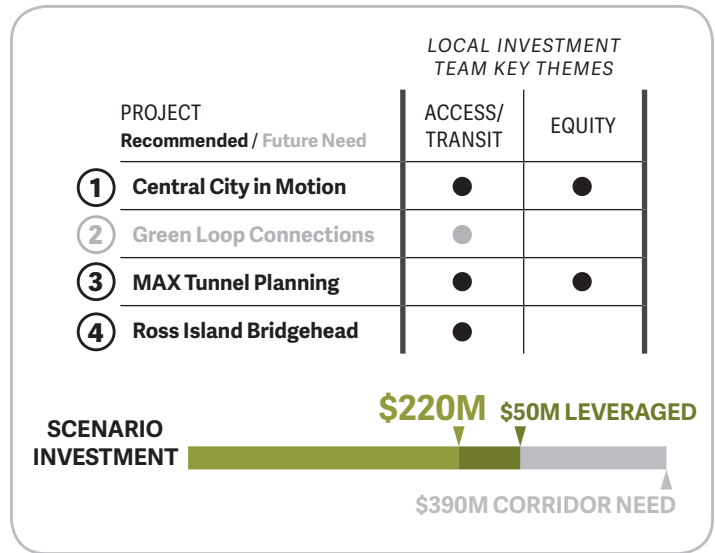 LOCAL INVESTMENT
TEAM KEY THEMES
PROJECT
Recommended / Future Need
ACCESS/
TRANSIT
EQUITY
1 Central City in Motion
2 Green Loop Connections
3 MAX Tunnel Planning
4 Ross Island Bridgehead
$220M $50M LEVERAGED
SCENARIO
INVESTMENT
$390M CORRIDOR NEED